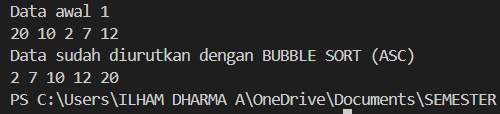 Data awal 1
20 10 2 7 12
Data sudah diurutkan dengan BUBBLE SORT (ASC)
2 7 10 12 20
PS C:\Users\ILHAM DHARMA A\OneDrive\Documents\SEMESTER